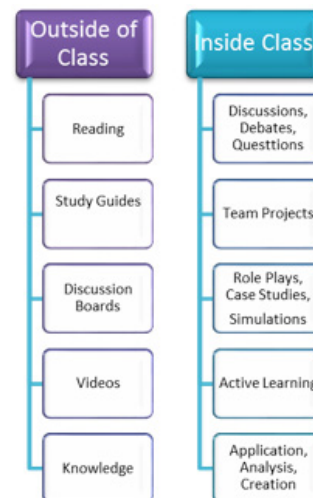 Outside of
Class
Reading
Study Guides
Discussion
Boards
Videos
Knowledge
Inside Class
Discussions,
Debates,
Questtions
Team Projects
Role Plays,
Case Studies,
Simulations
Active Learning
Application,
Analysis,
Creation